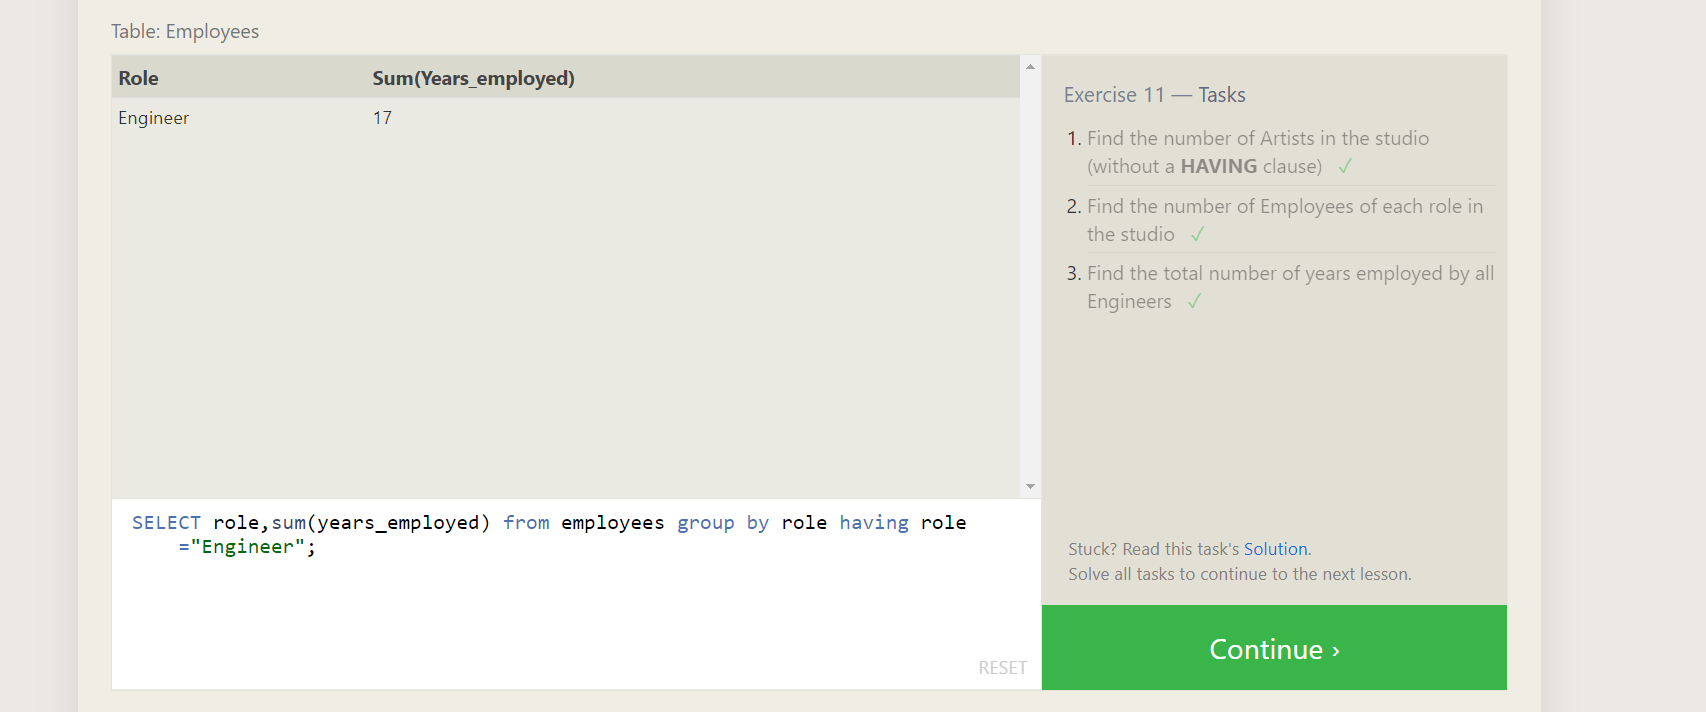 Table: Employees
Role Sum(Years_employed)
Engineer 17
SELECT role,sum(years_employed) from employees group by role having role
="Engineer";
RESET
Exercise 11 — Tasks
1. Find the number of Artists in the studio
(without a HAVING clause) ✓
2. Find the number of Employees of each role in
the studio ✓
3. Find the total number of years employed by all
Engineers ✓
Stuck? Read this task's Solution.
Solve all tasks to continue to the next lesson.
Continue ›